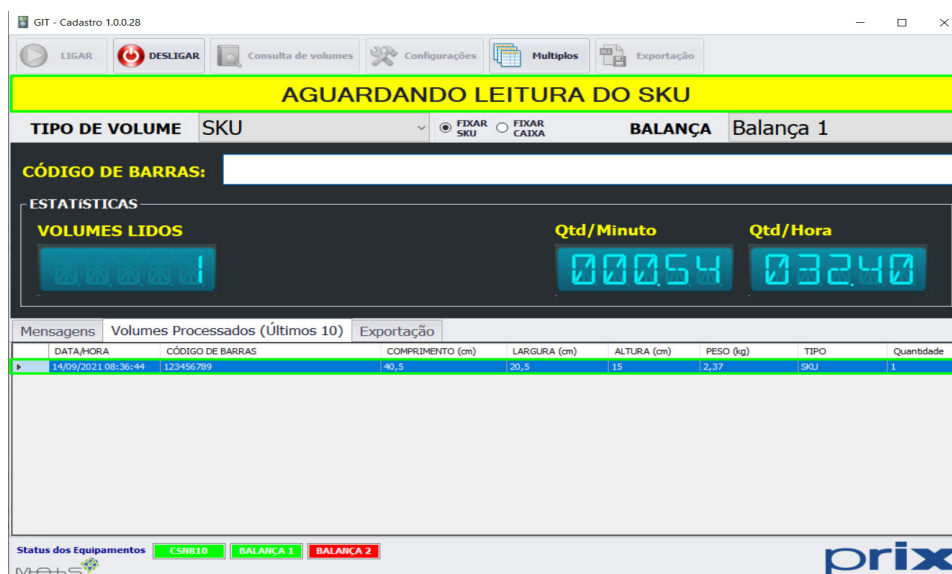 GIT - Cadastro 1.0.0.28
LIGAR DESLIGAR Consulta de volumes Configurações Multiplos Exportação
AGUARDANDO LEITURA DO SKU
TIPO DE VOLUME SKU FIXAR SKU FIXAR CAIXA BALANÇA Balança 1
CÓDIGO DE BARRAS:
ESTATíSTICAS
VOLUMES LIDOS Qtd/Minuto Qtd/Hora
1 00054 03240
Mensagens Volumes Processados (Últimos 10) Exportação
DATA/HORA CÓDIGO DE BARRAS COMPRIMENTO (cm) LARGURA (cm) ALTURA (cm) PESO (kg) TIPO Quantidade
14/09/2021 08:36:44 123456789 40,5 20,5 15 2,37 SKU 1
Status dos Equipamentos CSN810 BALANÇA 1 BALANÇA 2
prix